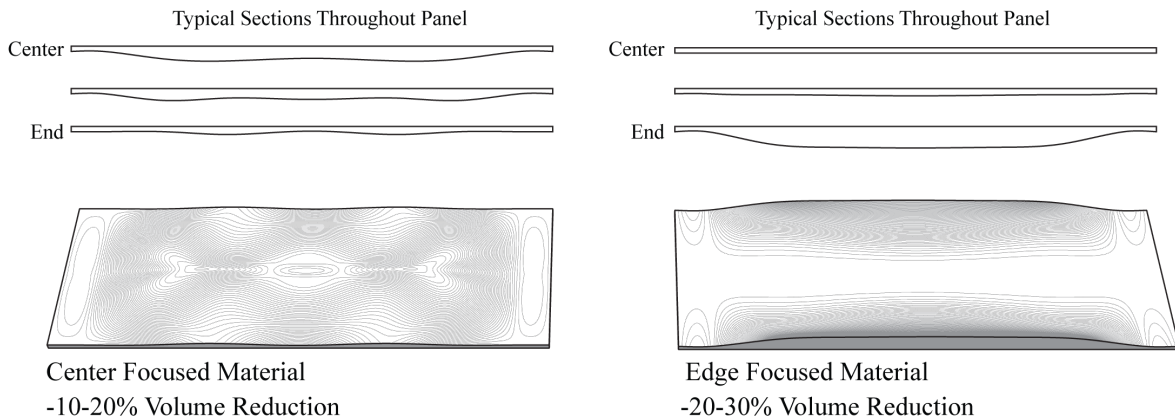 Typical Sections Throughout Panel
Center
End
Center Focused Material
-10-20% Volume Reduction
Typical Sections Throughout Panel
Center
End
Edge Focused Material
-20-30% Volume Reduction